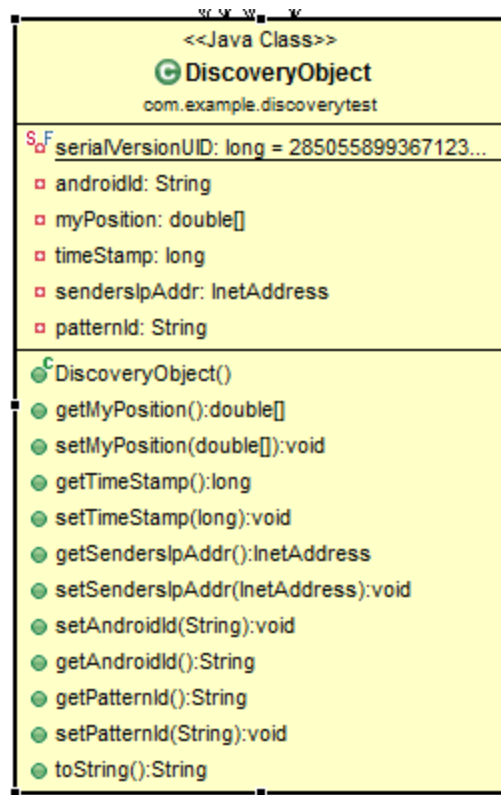 <<Java Class>>
C DiscoveryObject
com.example.discoverytest
S F serialVersionUID: long = 285055899367123...
androidId: String
myPosition: double[]
timeStamp: long
sendersIpAddr: InetAddress
patternId: String
C DiscoveryObject()
getMyPosition():double[]
setMyPosition(double[]):void
getTimeStamp():long
setTimeStamp(long):void
getSendersIpAddr():InetAddress
setSendersIpAddr(InetAddress):void
setAndroidId(String):void
getAndroidId():String
getPatternId():String
setPatternId(String):void
toString():String